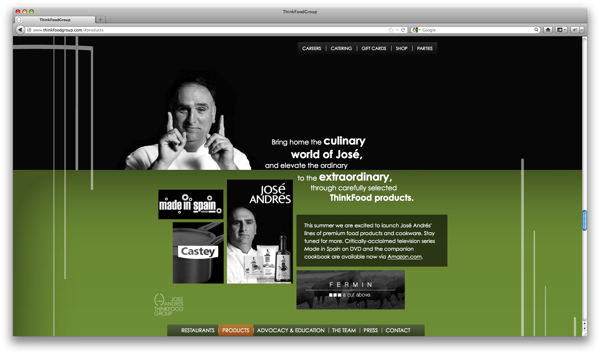 ThinkFoodGroup
ThinkFoodGroup
www.thinkfoodgroup.com/#products
Google
CAREERS | CATERING | GIFT CARDS | SHOP | PARTIES
Bring home the culinary
world of José,
and elevate the ordinary
to the extraordinary,
through carefully selected
ThinkFood products.
made in spain
JOSÉ
ANDRÉS
Castey
This summer we are excited to launch José Andrés'
lines of premium food products and cookware. Stay
tuned for more. Critically-acclaimed television series
Made in Spain on DVD and the companion
cookbook are available now via Amazon.com.
FERMIN
a cut above
JOSÉ
ANDRÉS
THINKFOOD
GROUP
RESTAURANTS | PRODUCTS | ADVOCACY & EDUCATION | THE TEAM | PRESS | CONTACT